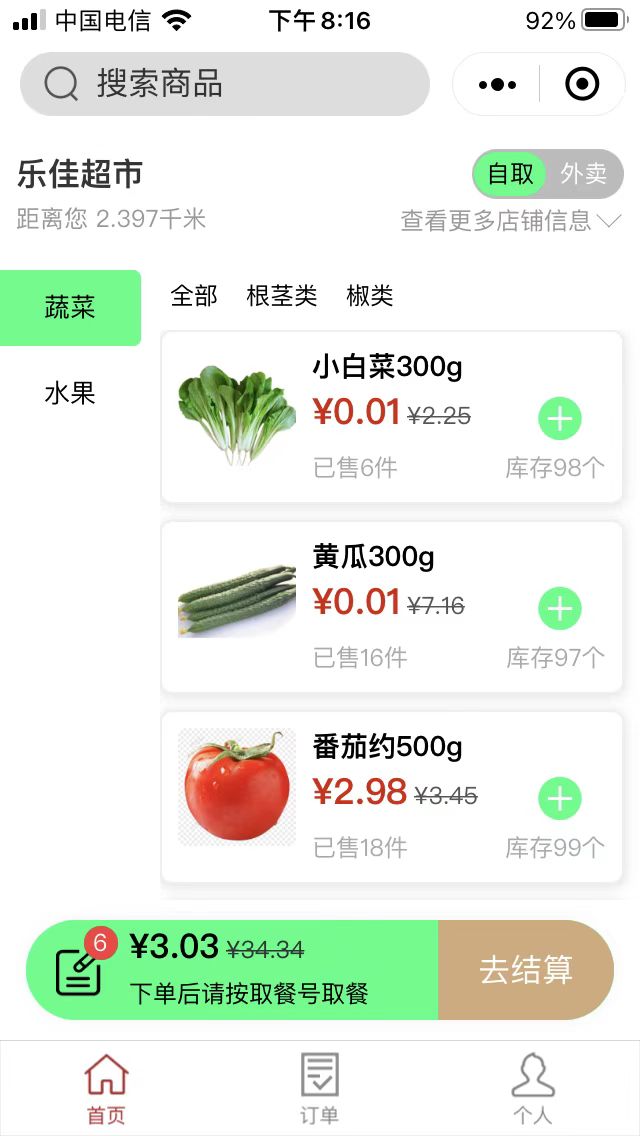 中国电信 下午8:16 92%
搜索商品
乐佳超市 自取 外卖
距离您 2.397千米 查看更多店铺信息
蔬菜 全部 根茎类 椒类
水果
小白菜300g
¥0.01 ¥2.25
已售6件 库存98个
黄瓜300g
¥0.01 ¥7.16
已售16件 库存97个
番茄约500g
¥2.98 ¥3.45
已售18件 库存99个
6 ¥3.03 ¥34.34
下单后请按取餐号取餐 去结算
首页 订单 个人